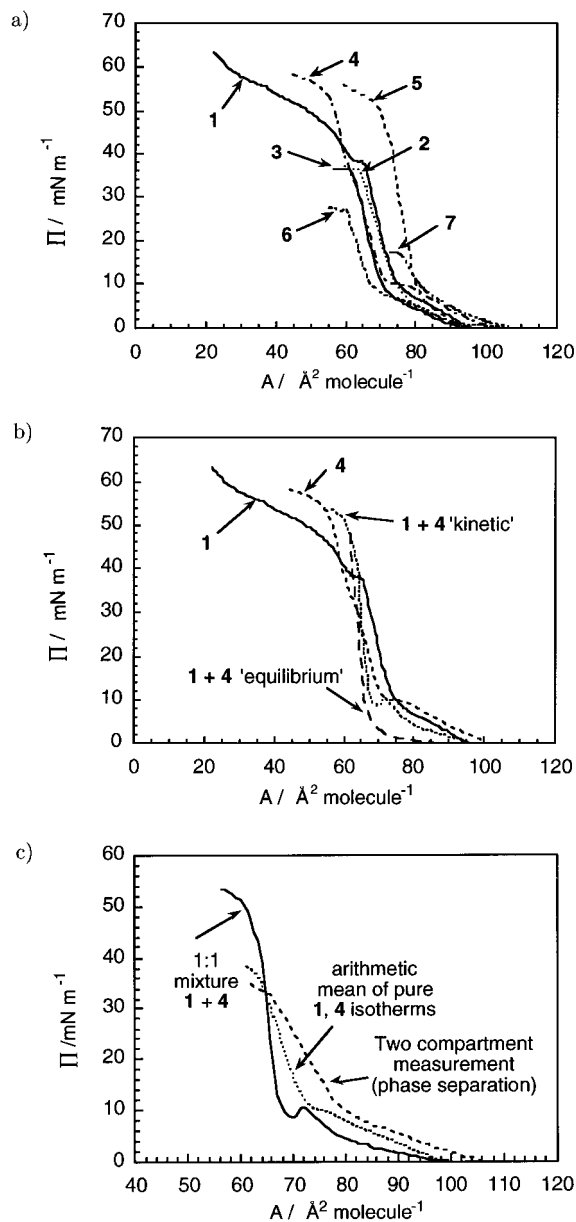 a)
70
60
50
40
30
20
10
0
Π / mN m⁻¹
1
4
5
3
2
6
7
0 20 40 60 80 100 120
A / Å² molecule⁻¹
b)
70
60
50
40
30
20
10
0
Π / mN m⁻¹
4
1 + 4 'kinetic'
1
1 + 4 'equilibrium'
0 20 40 60 80 100 120
A / Å² molecule⁻¹
c)
60
50
40
30
20
10
0
Π /mN m⁻¹
1:1
mixture
1 + 4
arithmetic
mean of pure
1, 4 isotherms
Two compartment
measurement
(phase separation)
40 50 60 70 80 90 100 110 120
A / Å² molecule⁻¹